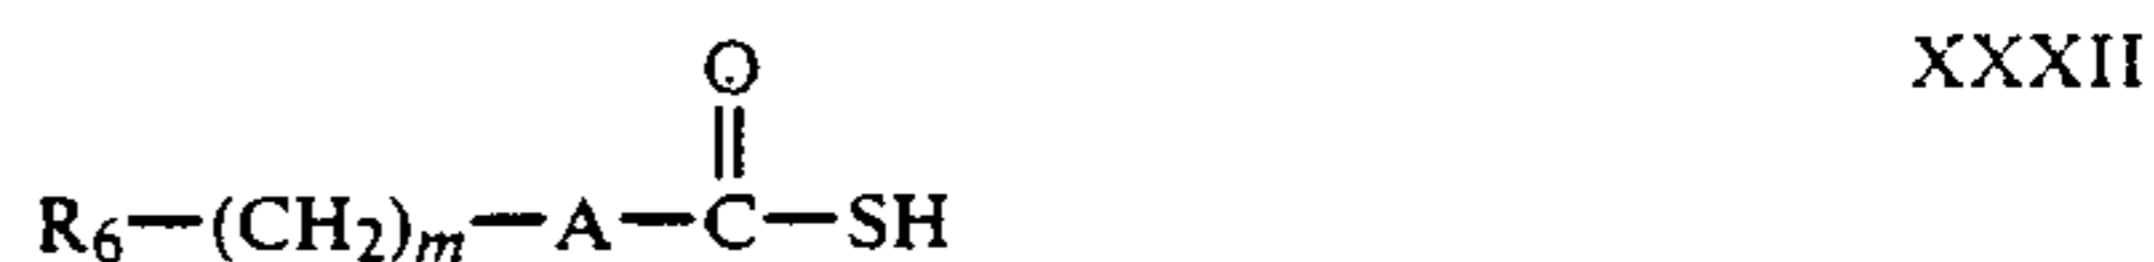 O XXXII
R6—(CH2)m—A—C—SH